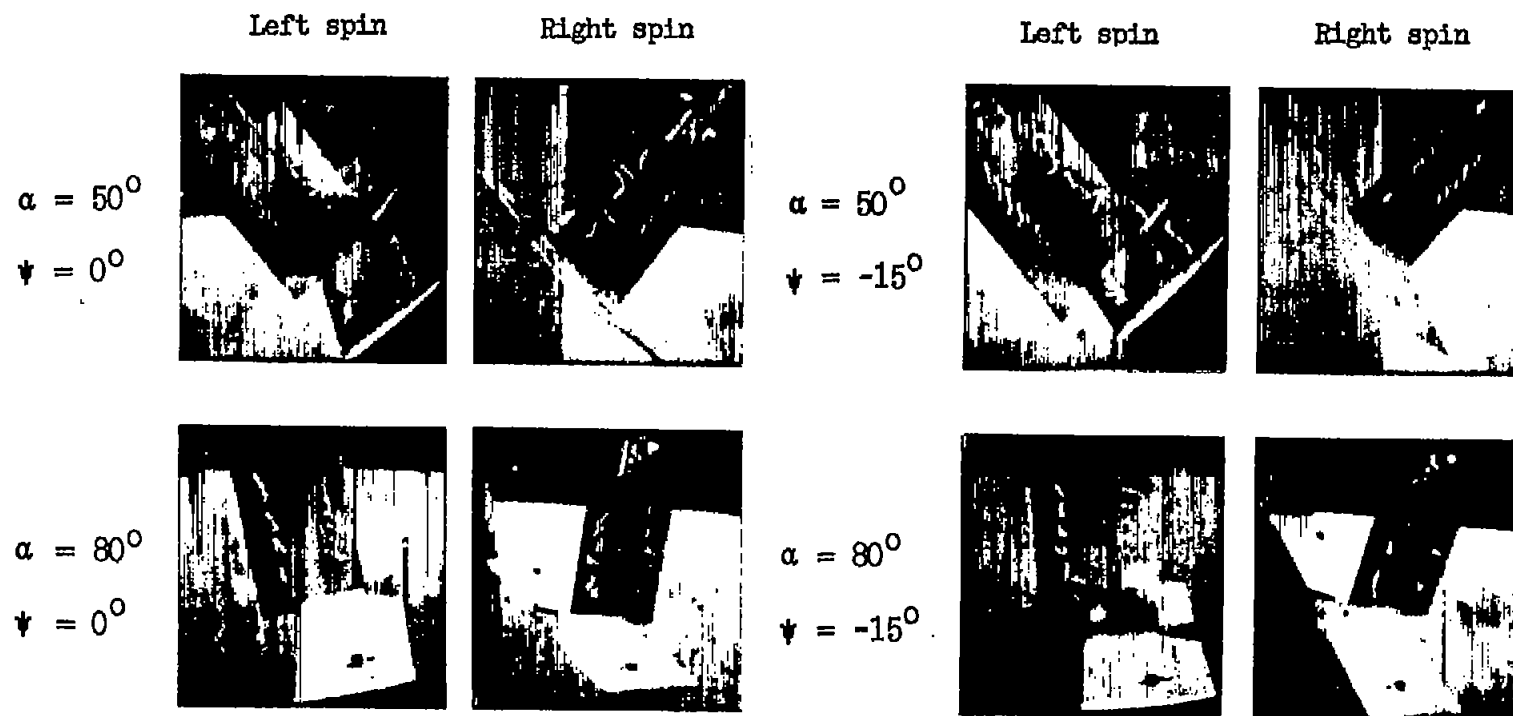 Left spin Right spin Left spin Right spin
α = 50° α = 50°
ψ = 0° ψ = -15°
α = 80° α = 80°
ψ = 0° ψ = -15°